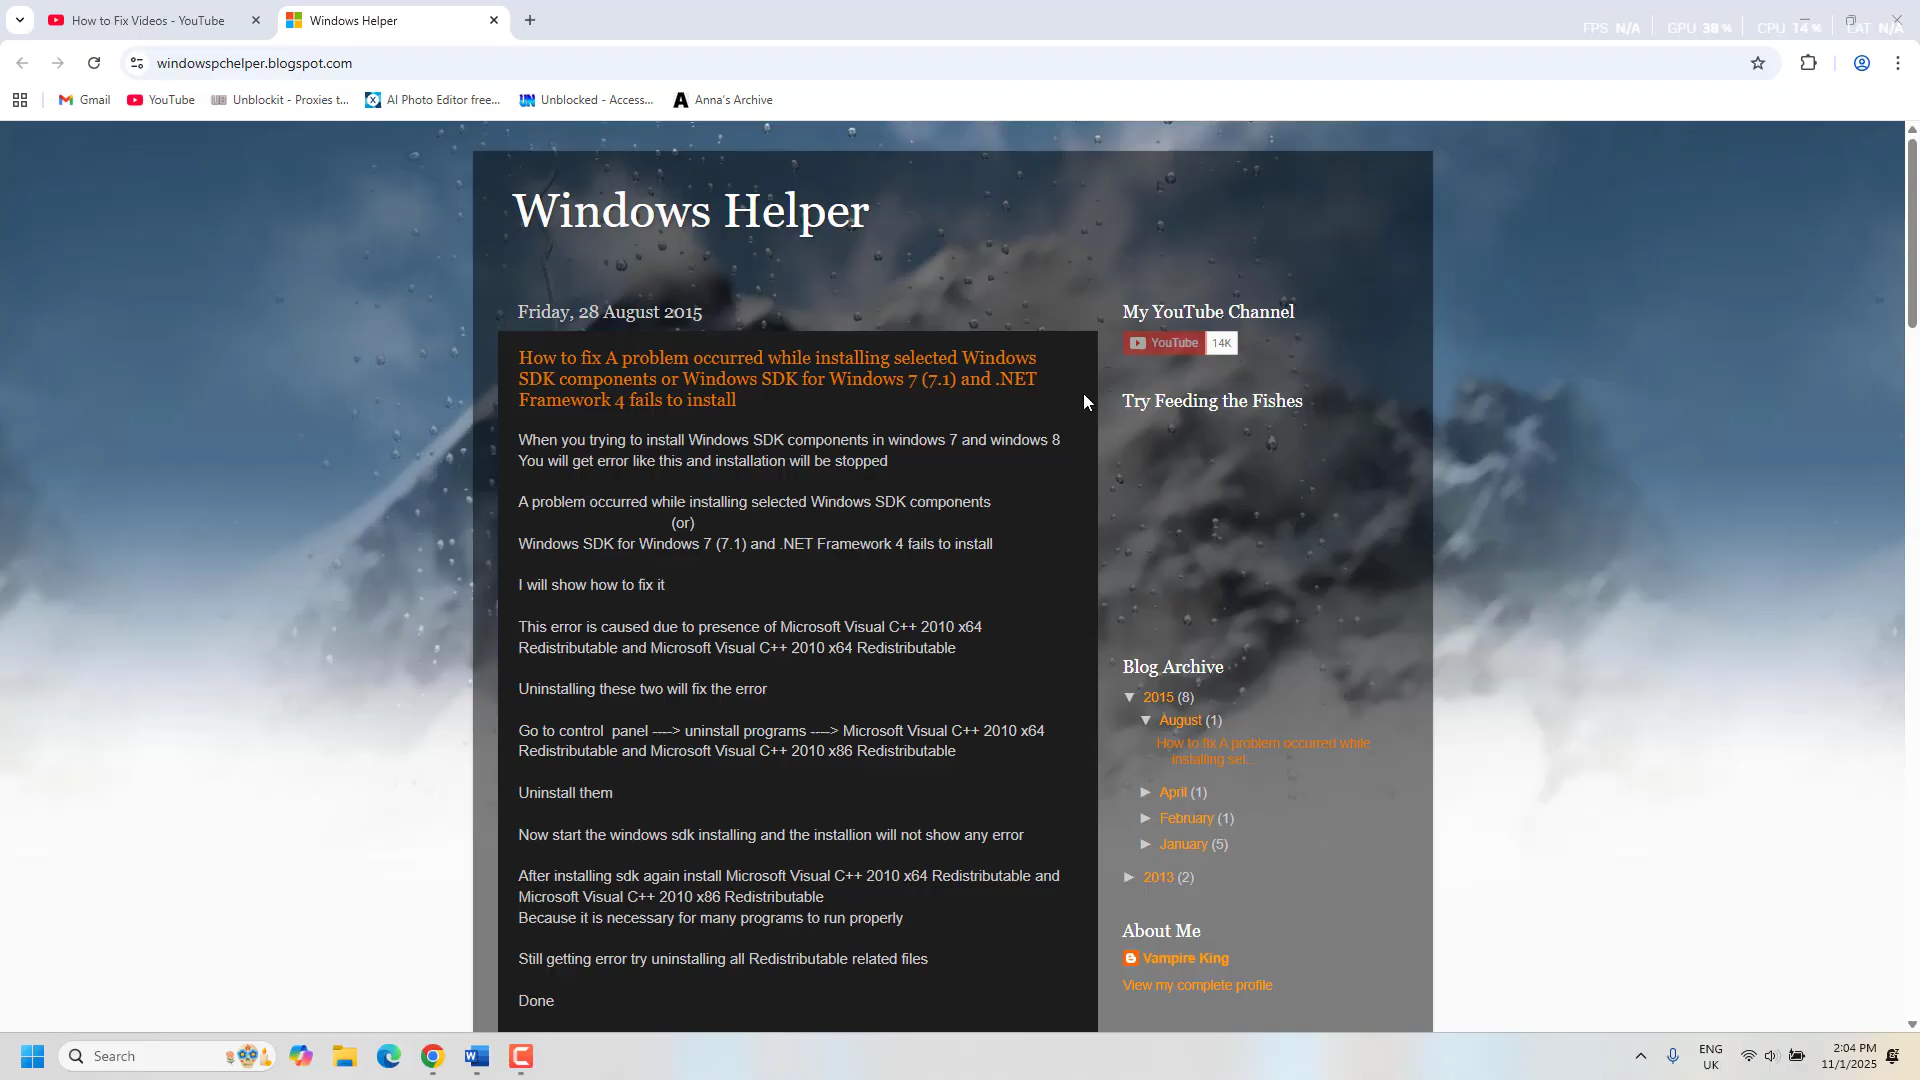 How to Fix Videos - YouTube
Windows Helper
FPS N/A GPU 38 % CPU 14 % LAT N/A
windowspchelper.blogspot.com
Gmail
YouTube
Unblockit - Proxies t...
AI Photo Editor free...
Unblocked - Access...
Anna's Archive
Windows Helper
Friday, 28 August 2015
How to fix A problem occurred while installing selected Windows
SDK components or Windows SDK for Windows 7 (7.1) and .NET
Framework 4 fails to install
When you trying to install Windows SDK components in windows 7 and windows 8
You will get error like this and installation will be stopped
A problem occurred while installing selected Windows SDK components
(or)
Windows SDK for Windows 7 (7.1) and .NET Framework 4 fails to install
I will show how to fix it
This error is caused due to presence of Microsoft Visual C++ 2010 x64
Redistributable and Microsoft Visual C++ 2010 x64 Redistributable
Uninstalling these two will fix the error
Go to control  panel ----> uninstall programs ----> Microsoft Visual C++ 2010 x64
Redistributable and Microsoft Visual C++ 2010 x86 Redistributable
Uninstall them
Now start the windows sdk installing and the installion will not show any error
After installing sdk again install Microsoft Visual C++ 2010 x64 Redistributable and
Microsoft Visual C++ 2010 x86 Redistributable
Because it is necessary for many programs to run properly
Still getting error try uninstalling all Redistributable related files
Done
My YouTube Channel
YouTube 14K
Try Feeding the Fishes
Blog Archive
▼ 2015 (8)
▼ August (1)
How to fix A problem occurred while
installing sel...
► April (1)
► February (1)
► January (5)
► 2013 (2)
About Me
Vampire King
View my complete profile
Search
ENG
UK
2:04 PM
11/1/2025